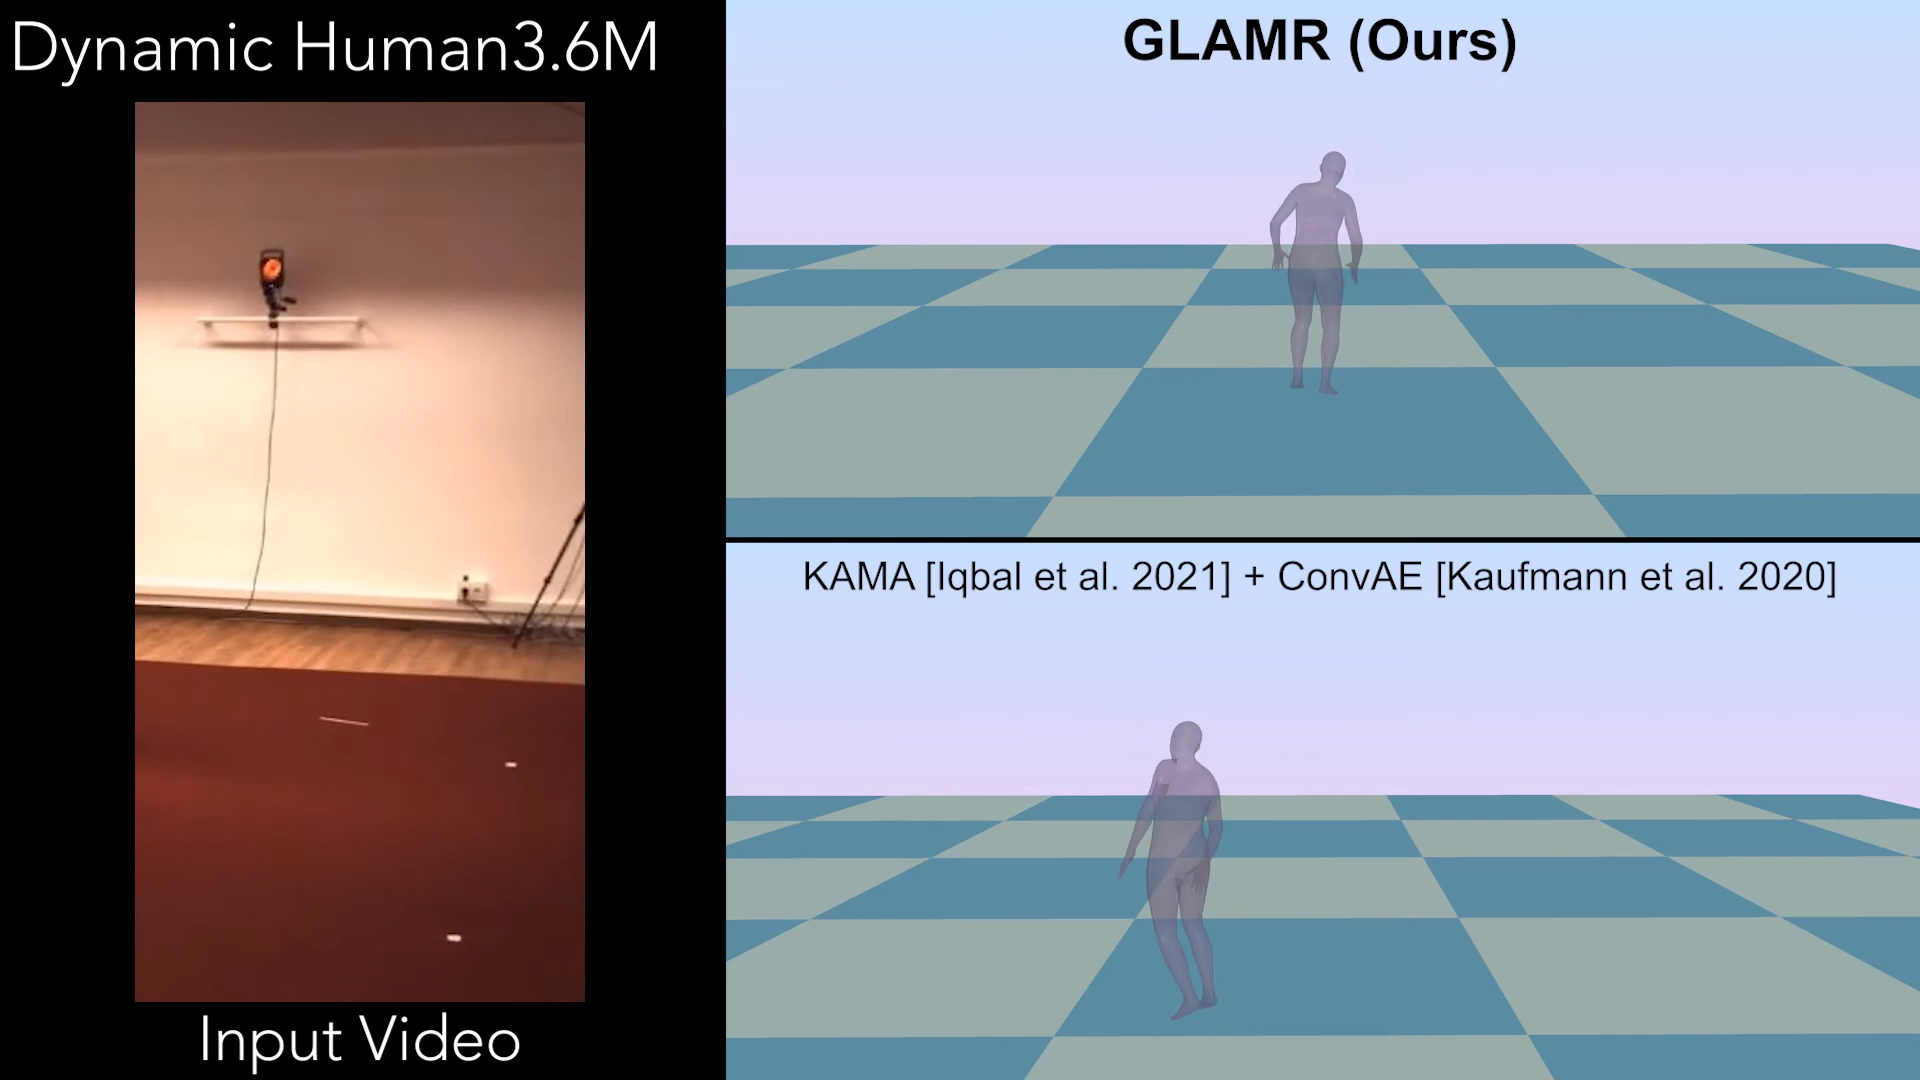 Dynamic Human3.6M
Input Video
GLAMR (Ours)
KAMA [Iqbal et al. 2021] + ConvAE [Kaufmann et al. 2020]